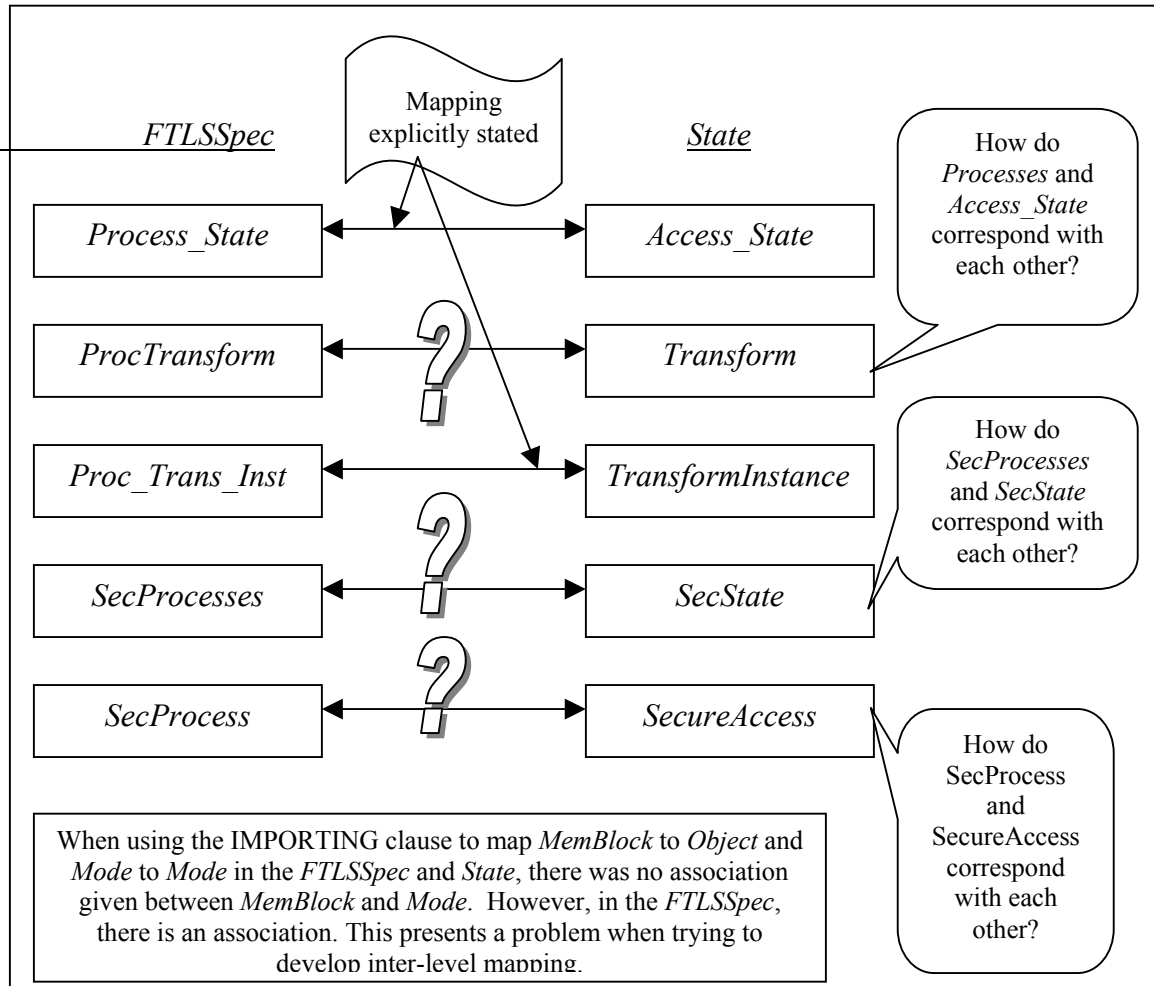 Mapping
explicitly stated
FTLSSpec
State
Process_State
Access_State
How do
Processes and
Access_State
correspond with
each other?
ProcTransform
?
Transform
Proc_Trans_Inst
TransformInstance
How do
SecProcesses
and SecState
correspond with
each other?
SecProcesses
?
SecState
SecProcess
?
SecureAccess
How do
SecProcess
and
SecureAccess
correspond
with each
other?
When using the IMPORTING clause to map MemBlock to Object and
Mode to Mode in the FTLSSpec and State, there was no association
given between MemBlock and Mode.  However, in the FTLSSpec,
there is an association. This presents a problem when trying to
develop inter-level mapping.